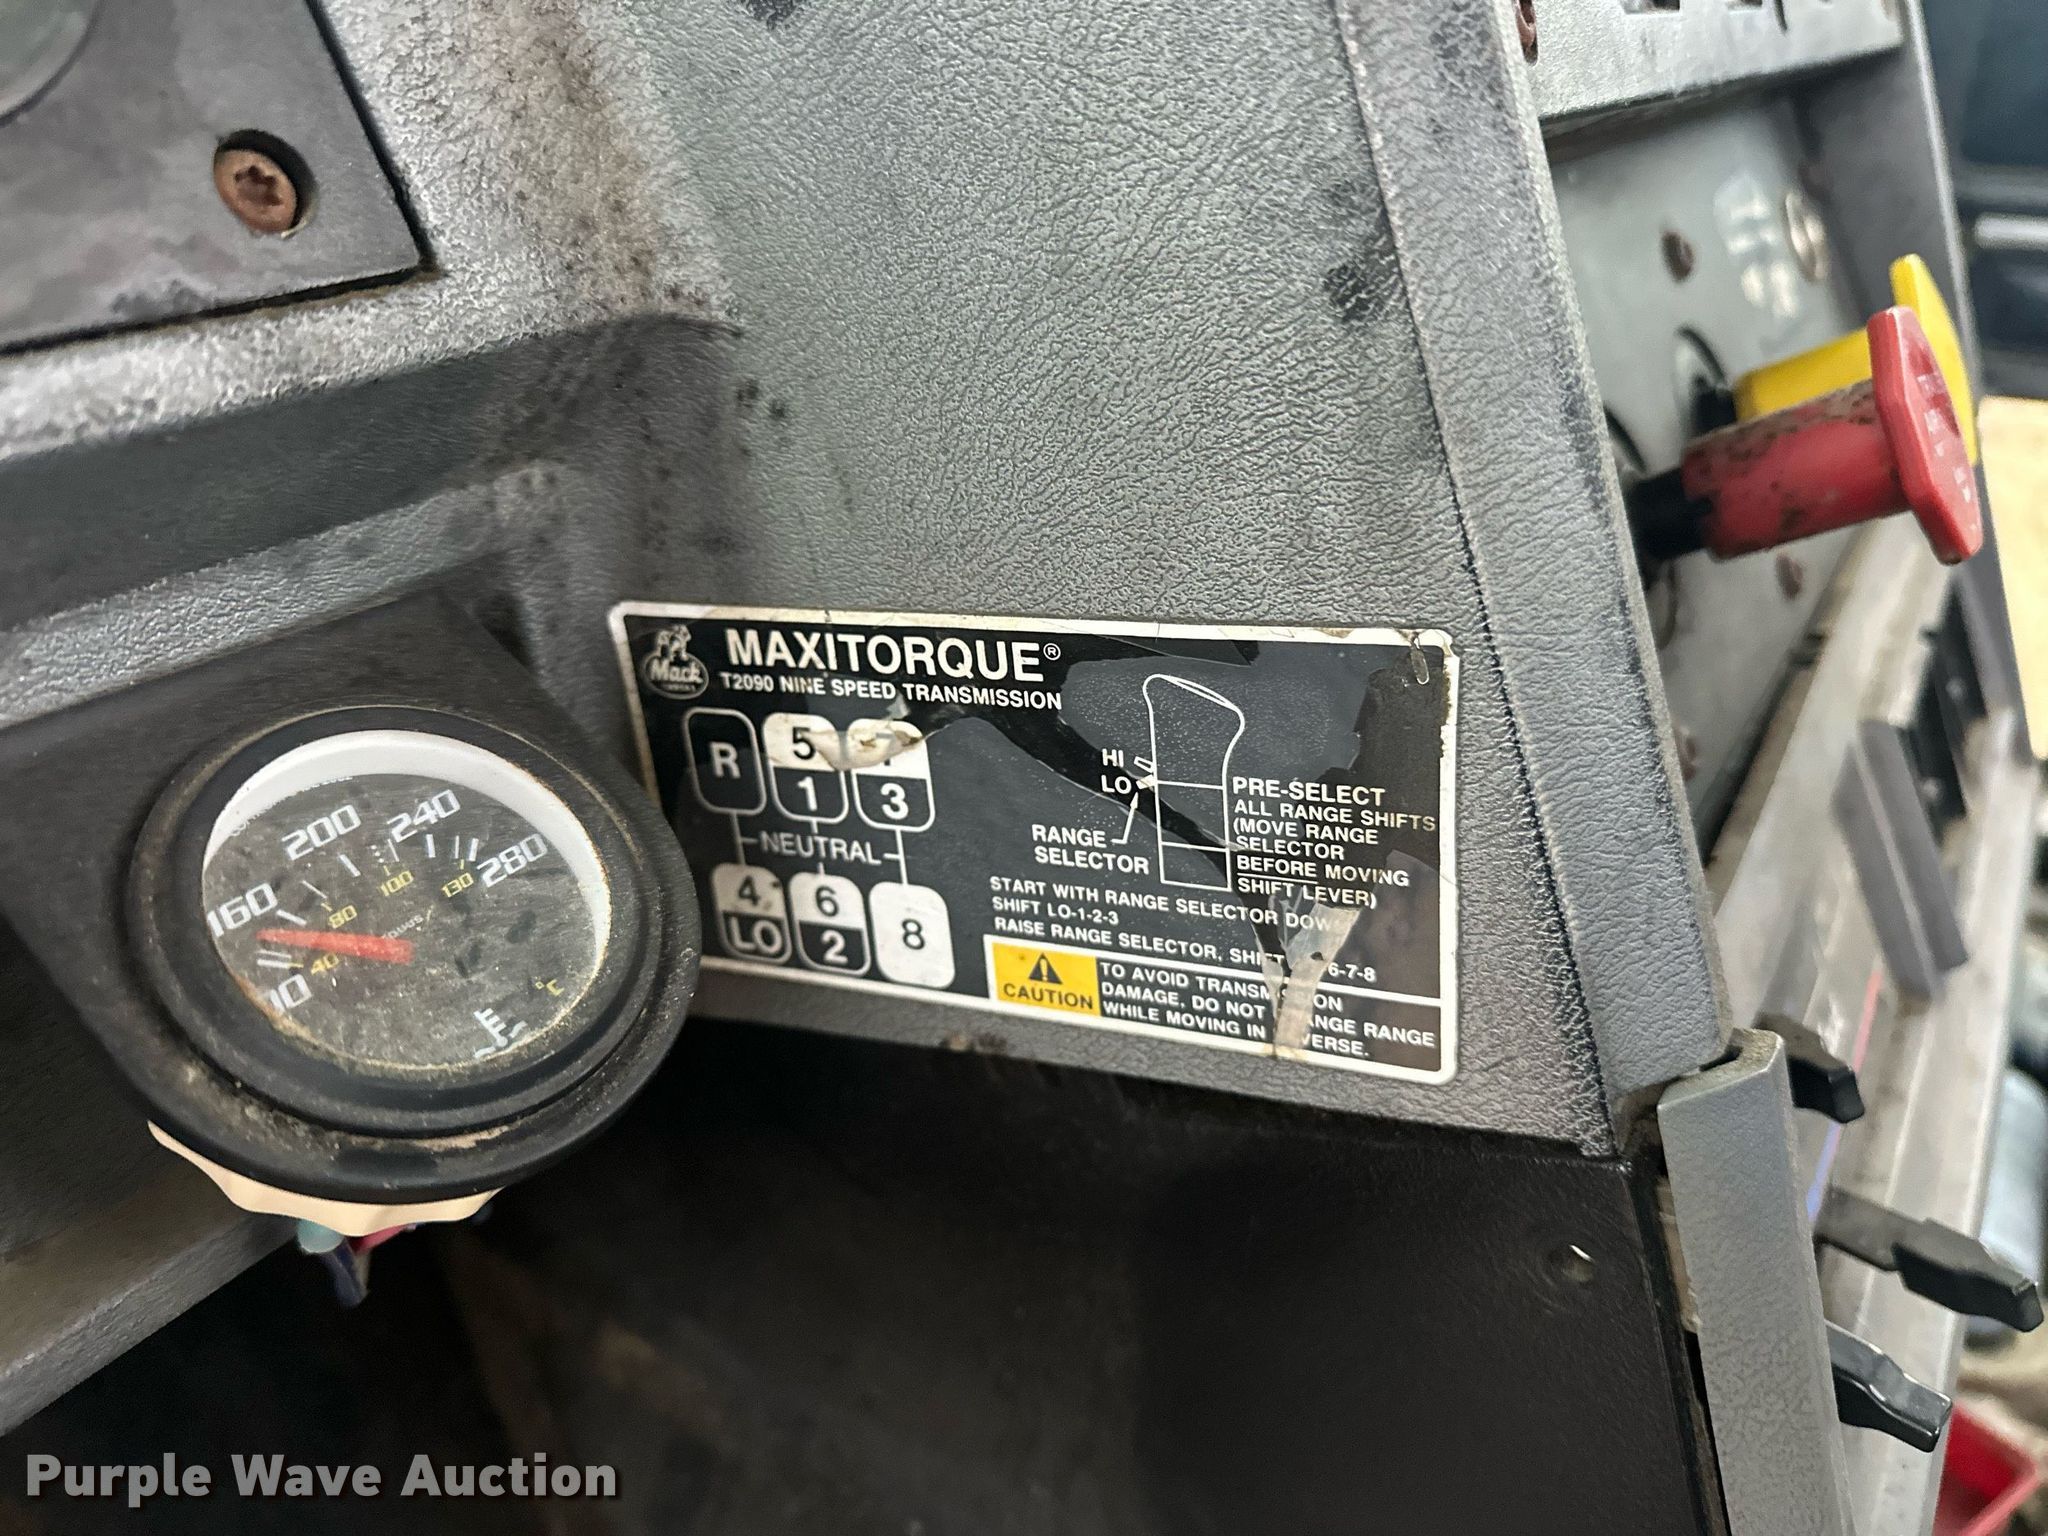 Mack
MAXITORQUE®
T2090 NINE SPEED TRANSMISSION
R
5
1
3
NEUTRAL
4
LO
6
2
8
HI
LO
RANGE
SELECTOR
PRE-SELECT
ALL RANGE SHIFTS
(MOVE RANGE
SELECTOR
BEFORE MOVING
SHIFT LEVER)
START WITH RANGE SELECTOR
SHIFT LO-1-2-3
RAISE RANGE SELECTOR, 6-7-8
CAUTION
TO AVOID
DAMAGE, DO NOT RANGE
WHILE MOVING IN
160
200
240
280
40
80
100
130
°C
Purple Wave Auction